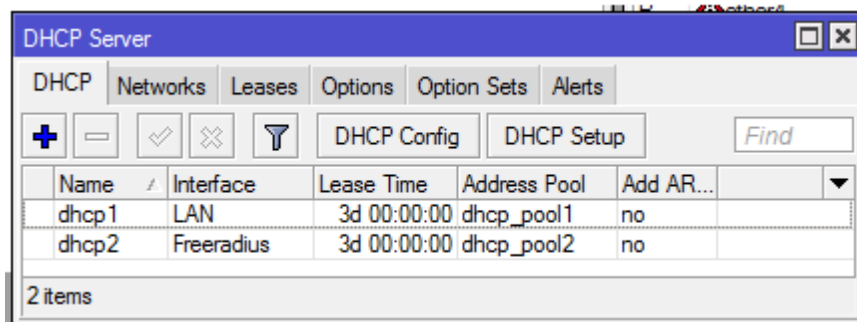 DHCP Server
DHCP Networks Leases Options Option Sets Alerts
DHCP Config DHCP Setup Find
Name Interface Lease Time Address Pool Add AR...
dhcp1 LAN 3d 00:00:00 dhcp_pool1 no
dhcp2 Freeradius 3d 00:00:00 dhcp_pool2 no
2 items